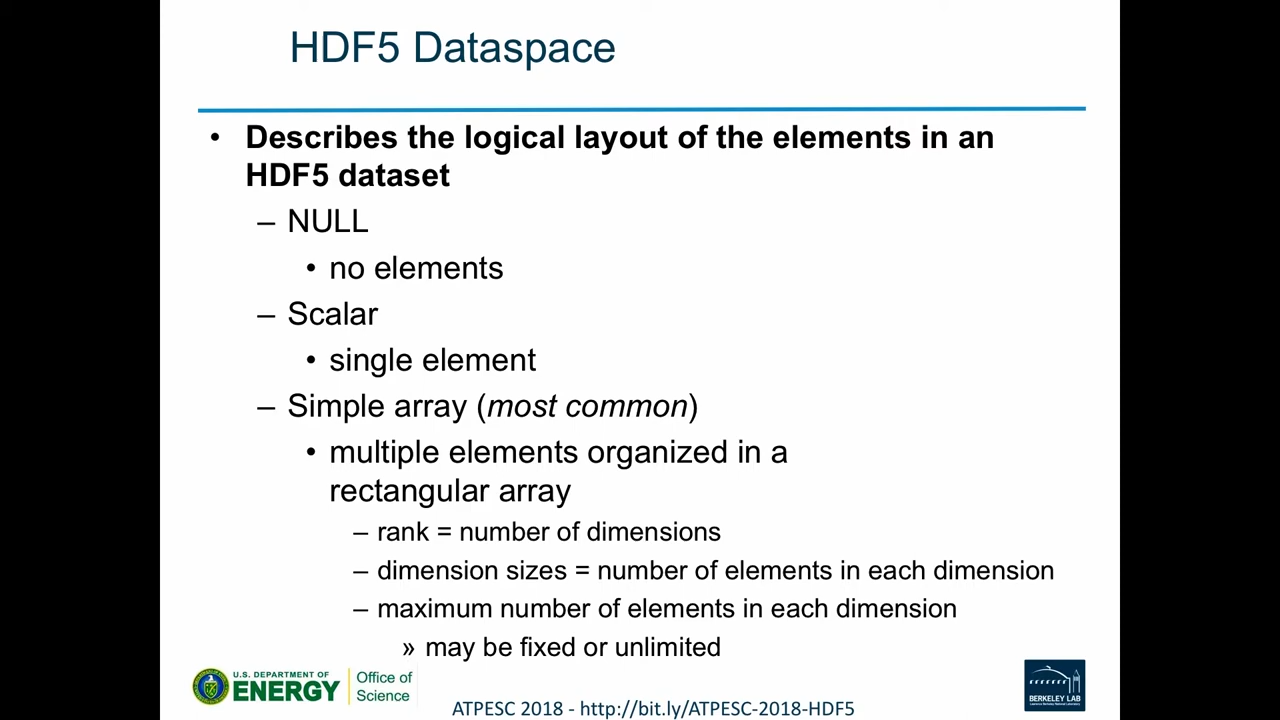 HDF5 Dataspace
• Describes the logical layout of the elements in an
HDF5 dataset
– NULL
• no elements
– Scalar
• single element
– Simple array (most common)
• multiple elements organized in a
rectangular array
– rank = number of dimensions
– dimension sizes = number of elements in each dimension
– maximum number of elements in each dimension
» may be fixed or unlimited
U.S. DEPARTMENT OF
ENERGY
Office of
Science
ATPESC 2018 - http://bit.ly/ATPESC-2018-HDF5
BERKELEY LAB